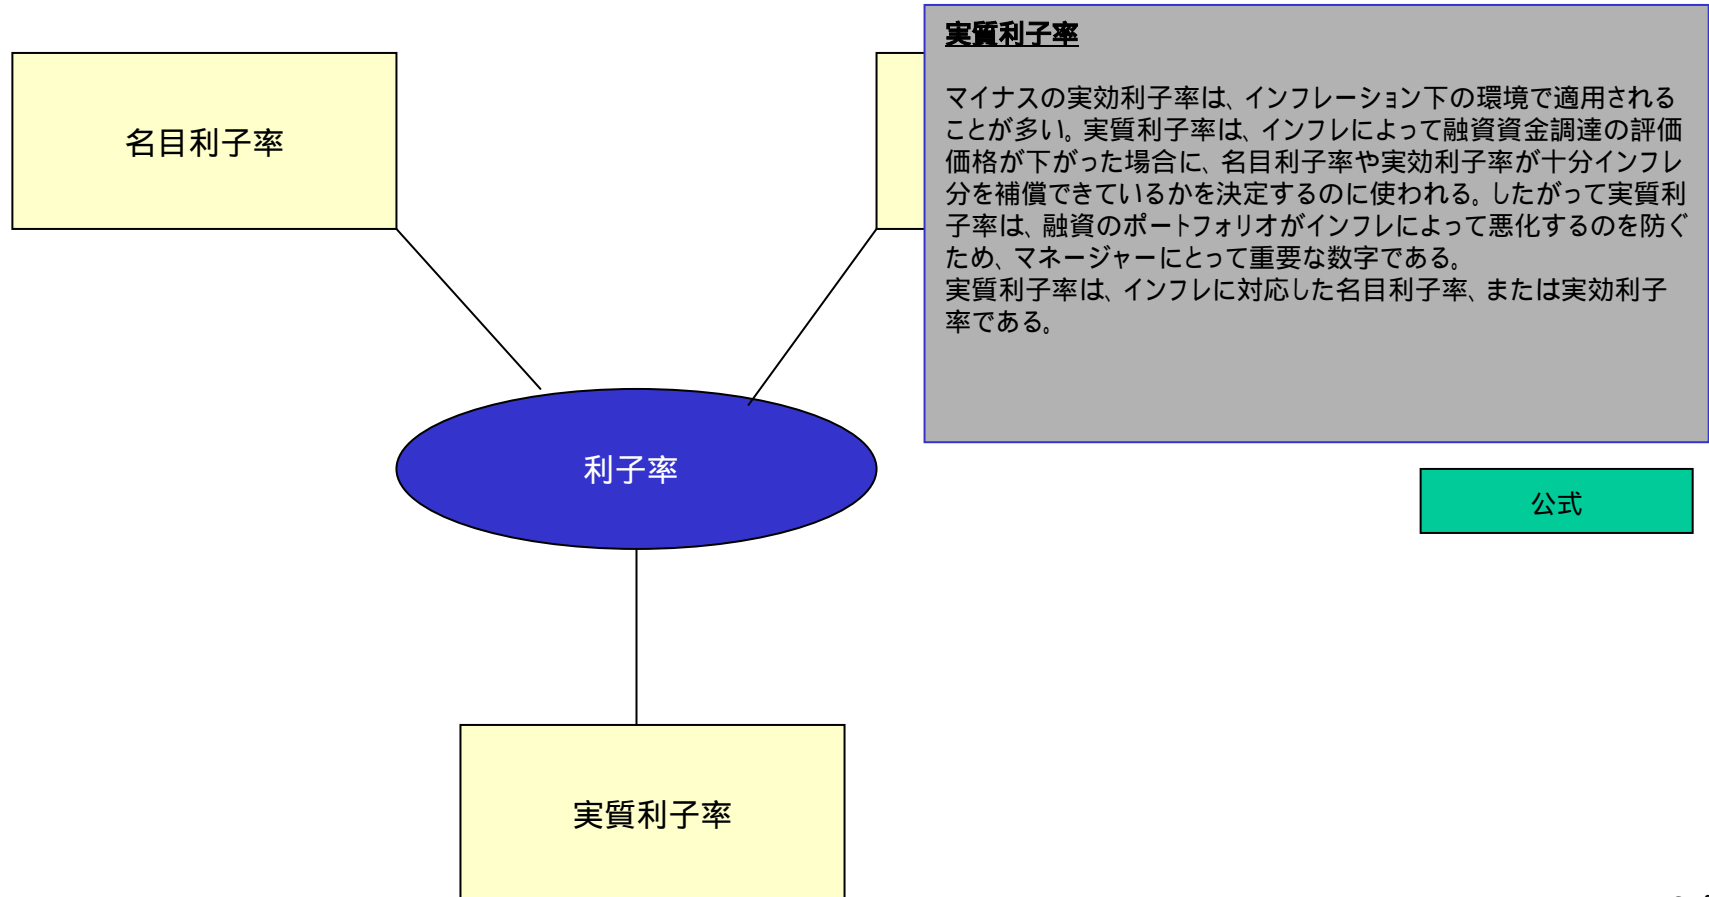 名目利子率
実質利子率
マイナスの実効利子率は、インフレーション下の環境で適用される
ことが多い。実質利子率は、インフレによって融資資金調達の評価
価格が下がった場合に、名目利子率や実効利子率が十分インフレ
分を補償できているかを決定するのに使われる。したがって実質利
子率は、融資のポートフォリオがインフレによって悪化するのを防ぐ
ため、マネージャーにとって重要な数字である。
実質利子率は、インフレに対応した名目利子率、または実効利子
率である。
利子率
公式
実質利子率